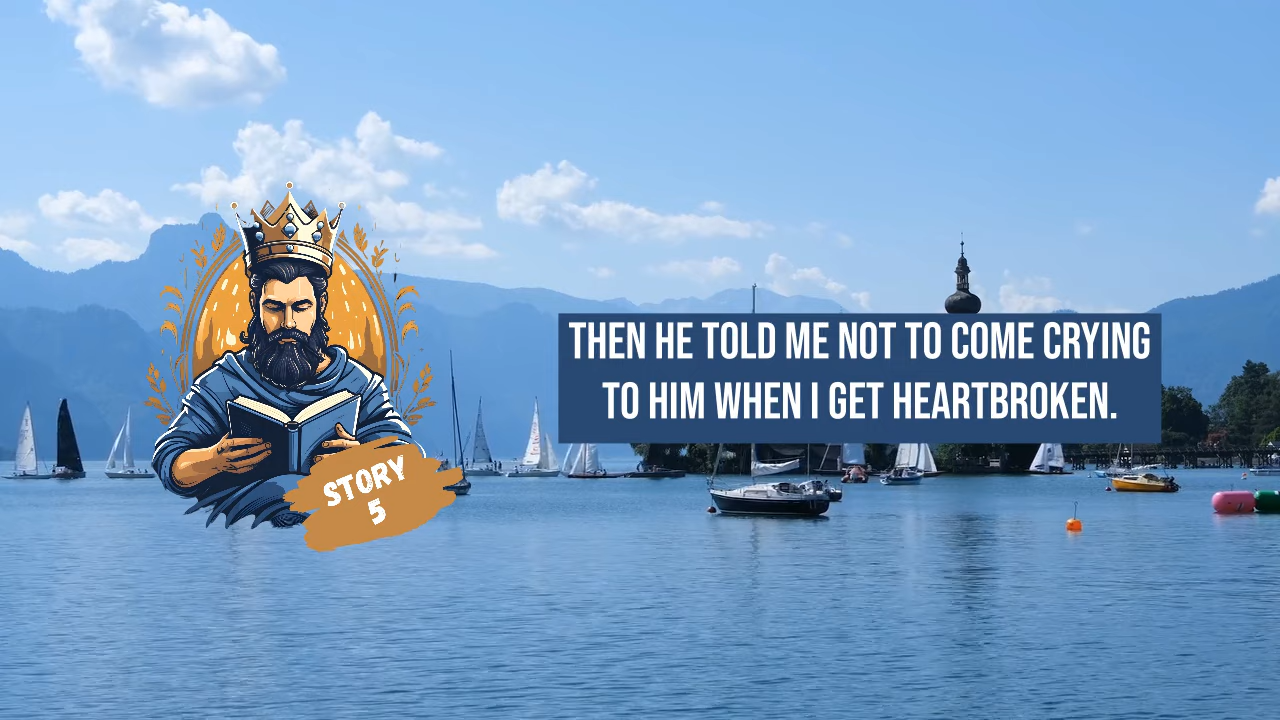 THEN HE TOLD ME NOT TO COME CRYING
TO HIM WHEN I GET HEARTBROKEN.
STORY
5